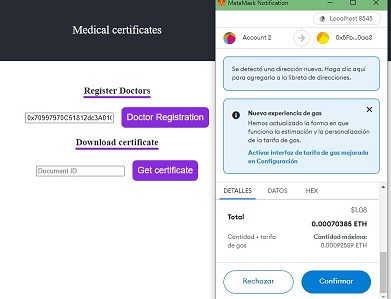 Medical certificates
Register Doctors
0x70997970C51812dc3A010
Doctor Registration
Download certificate
Document ID
Get certificate
MetaMask Notification
Localhost 8545
Account 2
0x5Fb...0aa3
Se detectó una dirección nueva. Haga clic aquí
para agregarla a la libreta de direcciones.
Nueva experiencia de gas
Hemos actualizado la forma en que
funciona la estimación y la personalización
de la tarifa de gas.
Activar interfaz de tarifa de gas mejorada
en Configuración
DETALLES DATOS HEX
$1.08
Total
0.00070385 ETH
Cantidad + tarifa
de gas
Cantidad máxima:
0.00092589 ETH
Rechazar
Confirmar